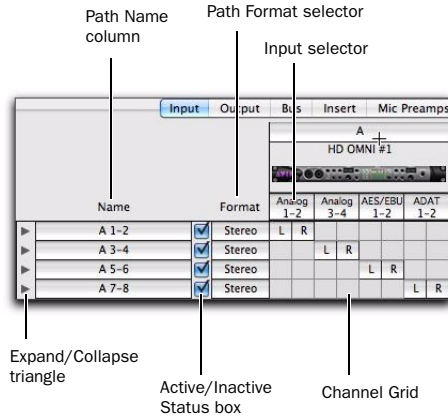 Path Name
column
Path Format selector
Input selector
Input Output Bus Insert Mic Preamps
A
HD OMNI #1
Name Format Analog 1-2 Analog 3-4 AES/EBU 1-2 ADAT 1-2
A 1-2 Stereo L R
A 3-4 Stereo L R
A 5-6 Stereo L R
A 7-8 Stereo L R
Expand/Collapse
triangle
Active/Inactive
Status box
Channel Grid